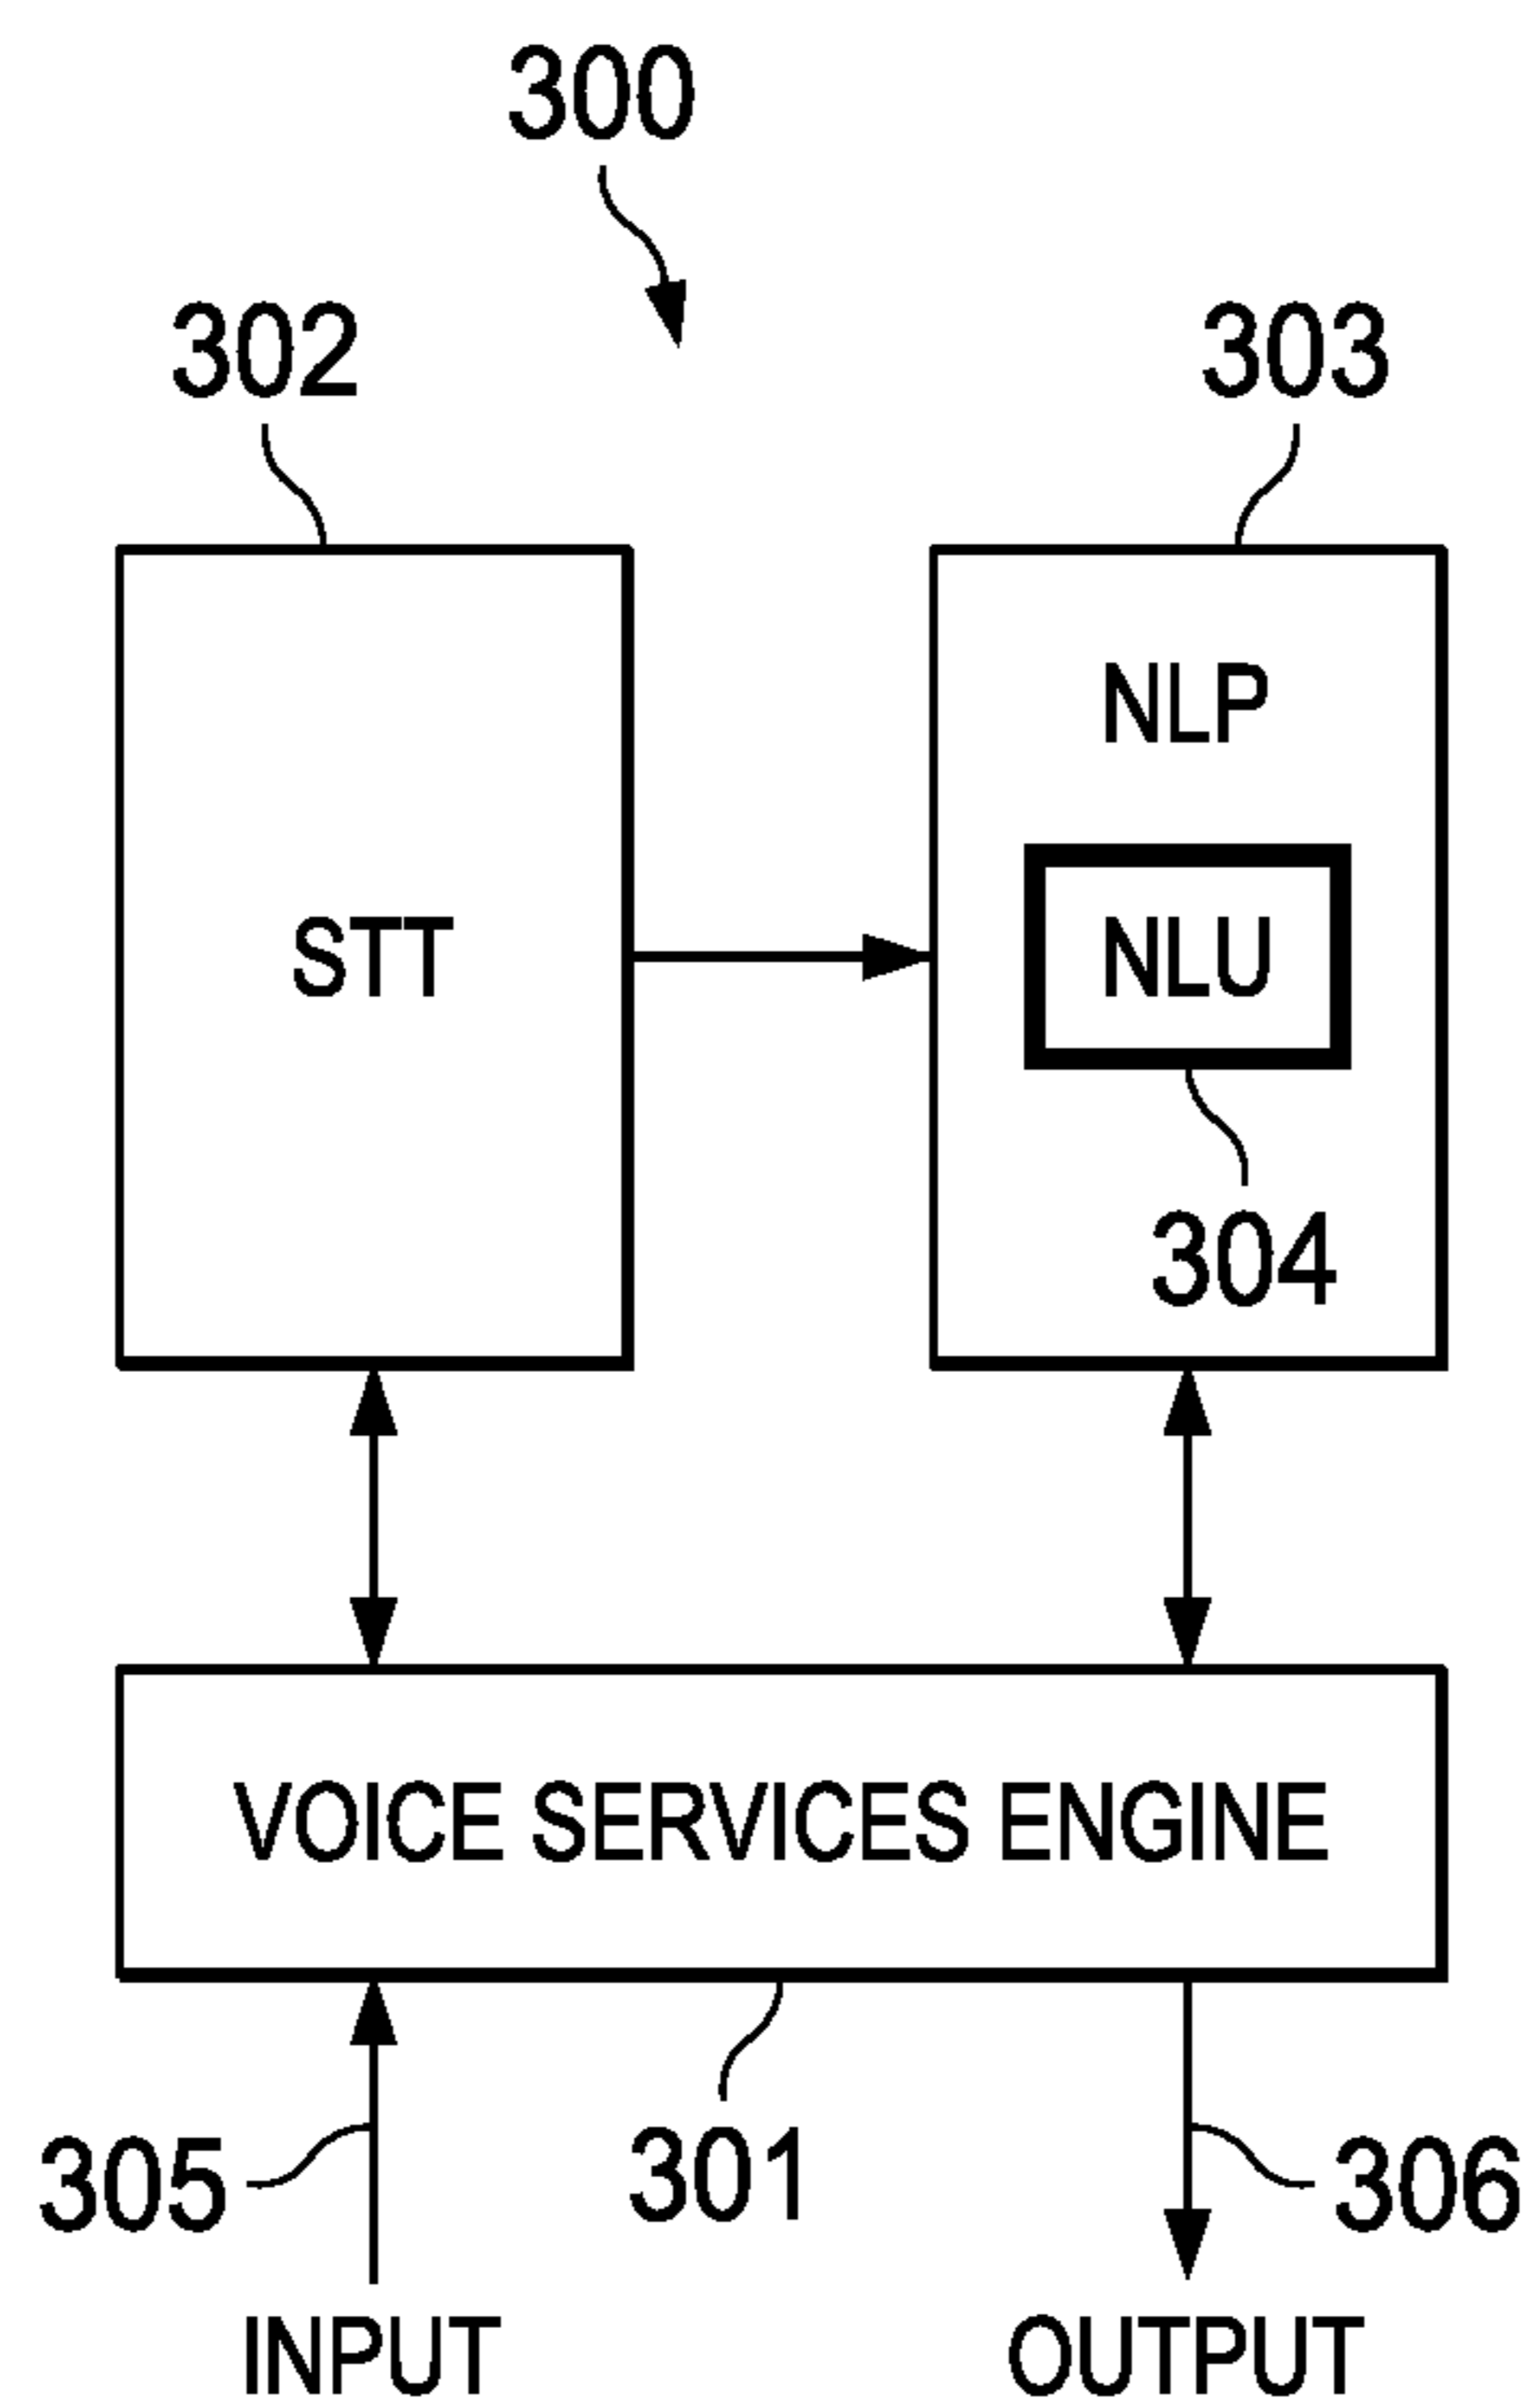 300
302
303
NLP
STT
NLU
304
VOICE SERVICES ENGINE
305
301
306
INPUT
OUTPUT